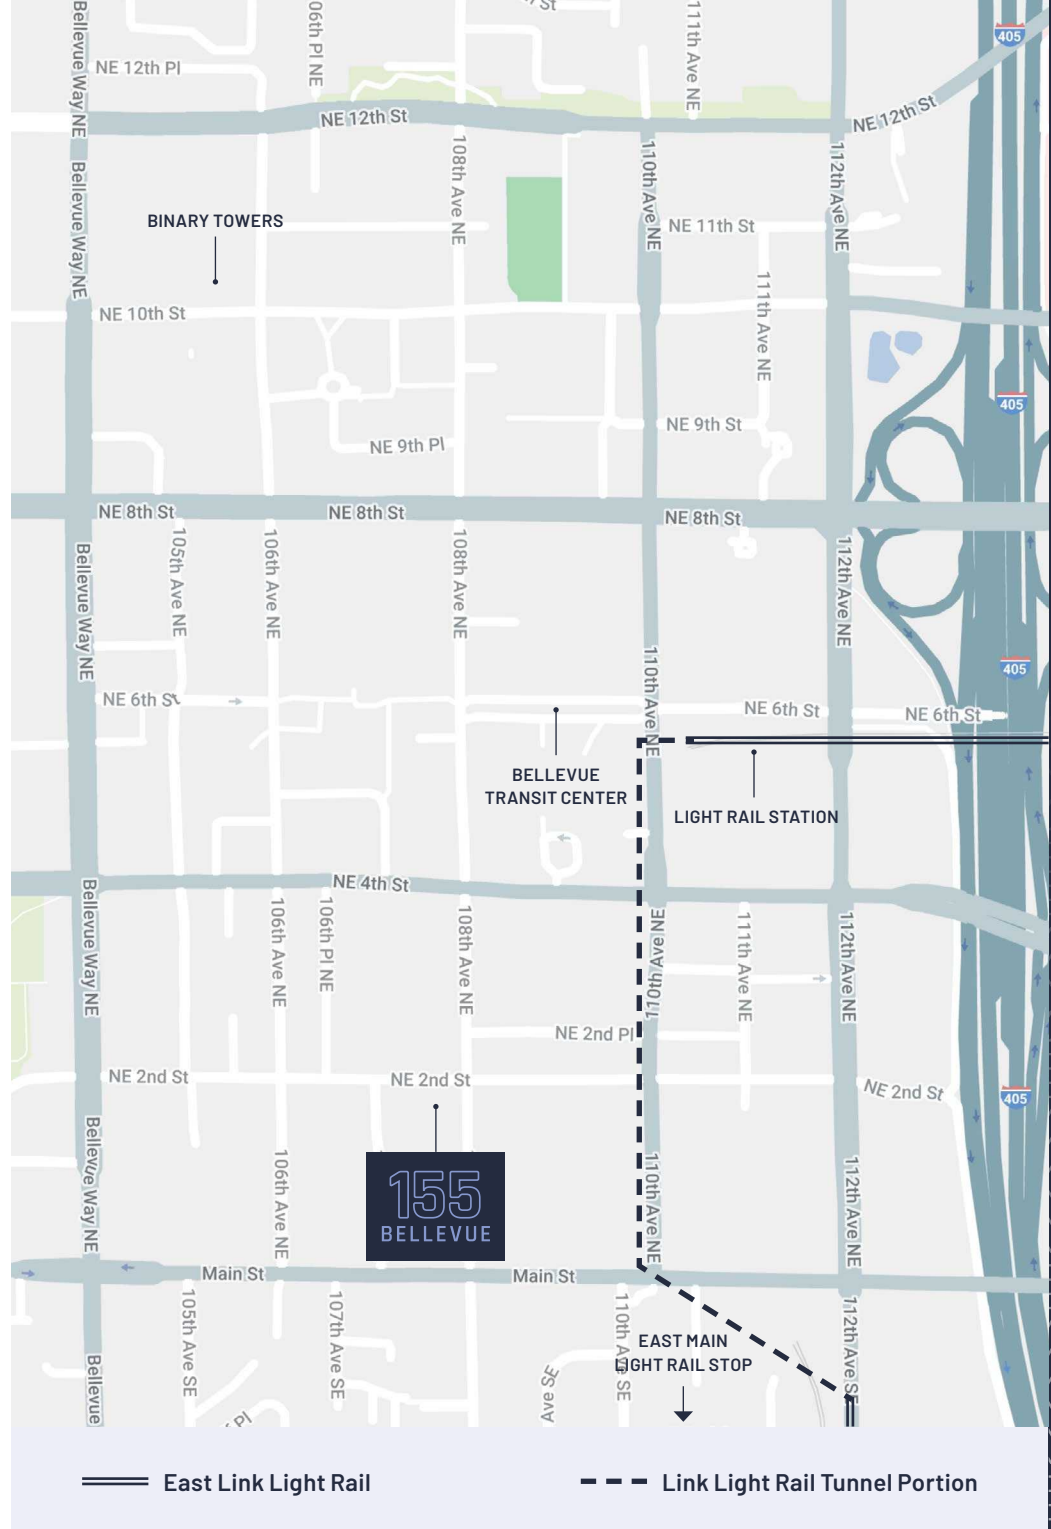 Bellevue Way NE
NE 12th Pl
06th Pl NE
111th Ave NE
405
NE 12th St
NE 12th St
Bellevue Way NE
108th Ave NE
110th Ave NE
112th Ave NE
BINARY TOWERS
NE 11th St
NE 10th St
111th Ave NE
405
NE 9th St
NE 9th Pl
NE 8th St
NE 8th St
NE 8th St
105th Ave NE
106th Ave NE
108th Ave NE
112th Ave NE
Bellevue Way NE
110th Ave NE
405
NE 6th St
NE 6th St
NE 6th St
BELLEVUE
TRANSIT CENTER
LIGHT RAIL STATION
NE 4th St
Bellevue Way NE
106th Ave NE
106th Pl NE
108th Ave NE
110th Ave NE
111th Ave NE
112th Ave NE
NE 2nd Pl
NE 2nd St
NE 2nd St
NE 2nd St
405
Bellevue Way NE
106th Ave NE
155
BELLEVUE
110th Ave NE
112th Ave NE
Main St
Main St
105th Ave SE
107th Ave SE
110th Ave SE
112th Ave SE
EAST MAIN
LIGHT RAIL STOP
Bellevue
Ave SE
Pl
East Link Light Rail
Link Light Rail Tunnel Portion